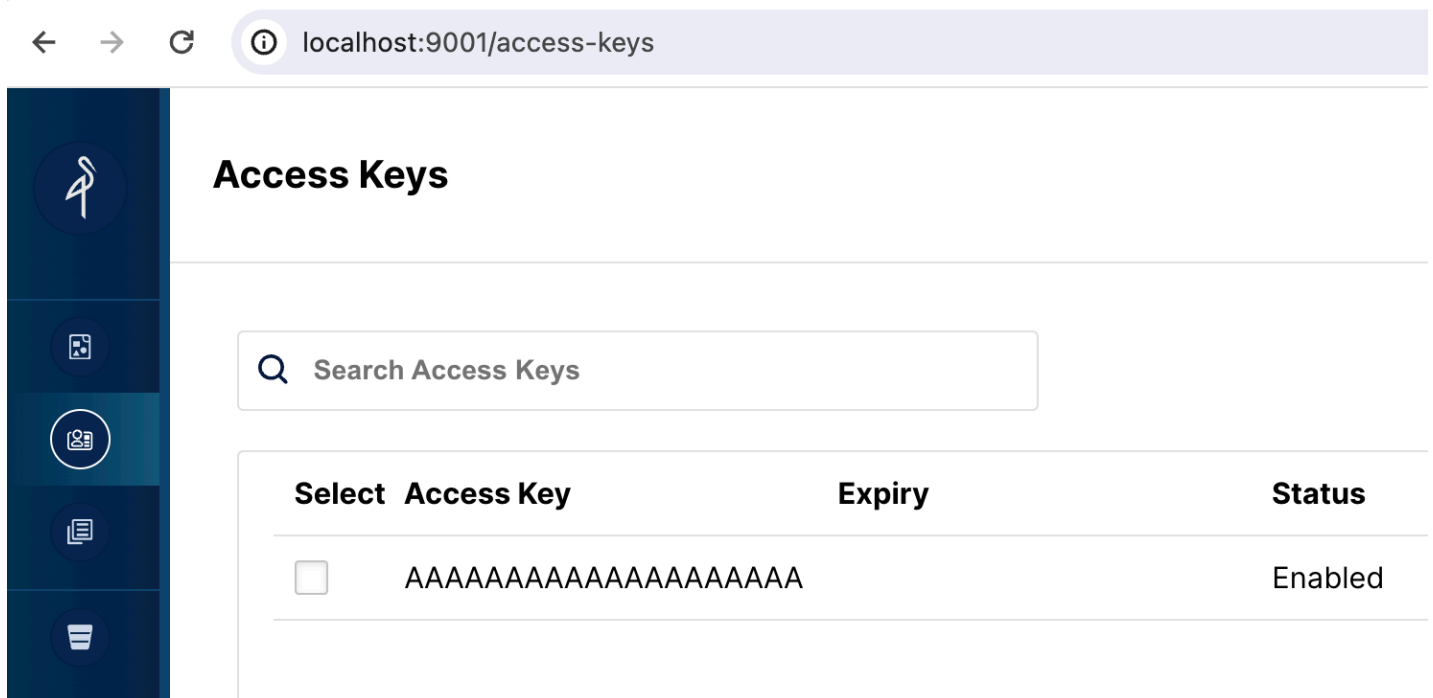 localhost:9001/access-keys
Access Keys
Search Access Keys
Select Access Key Expiry Status
AAAAAAAAAAAAAAAAAAAA Enabled